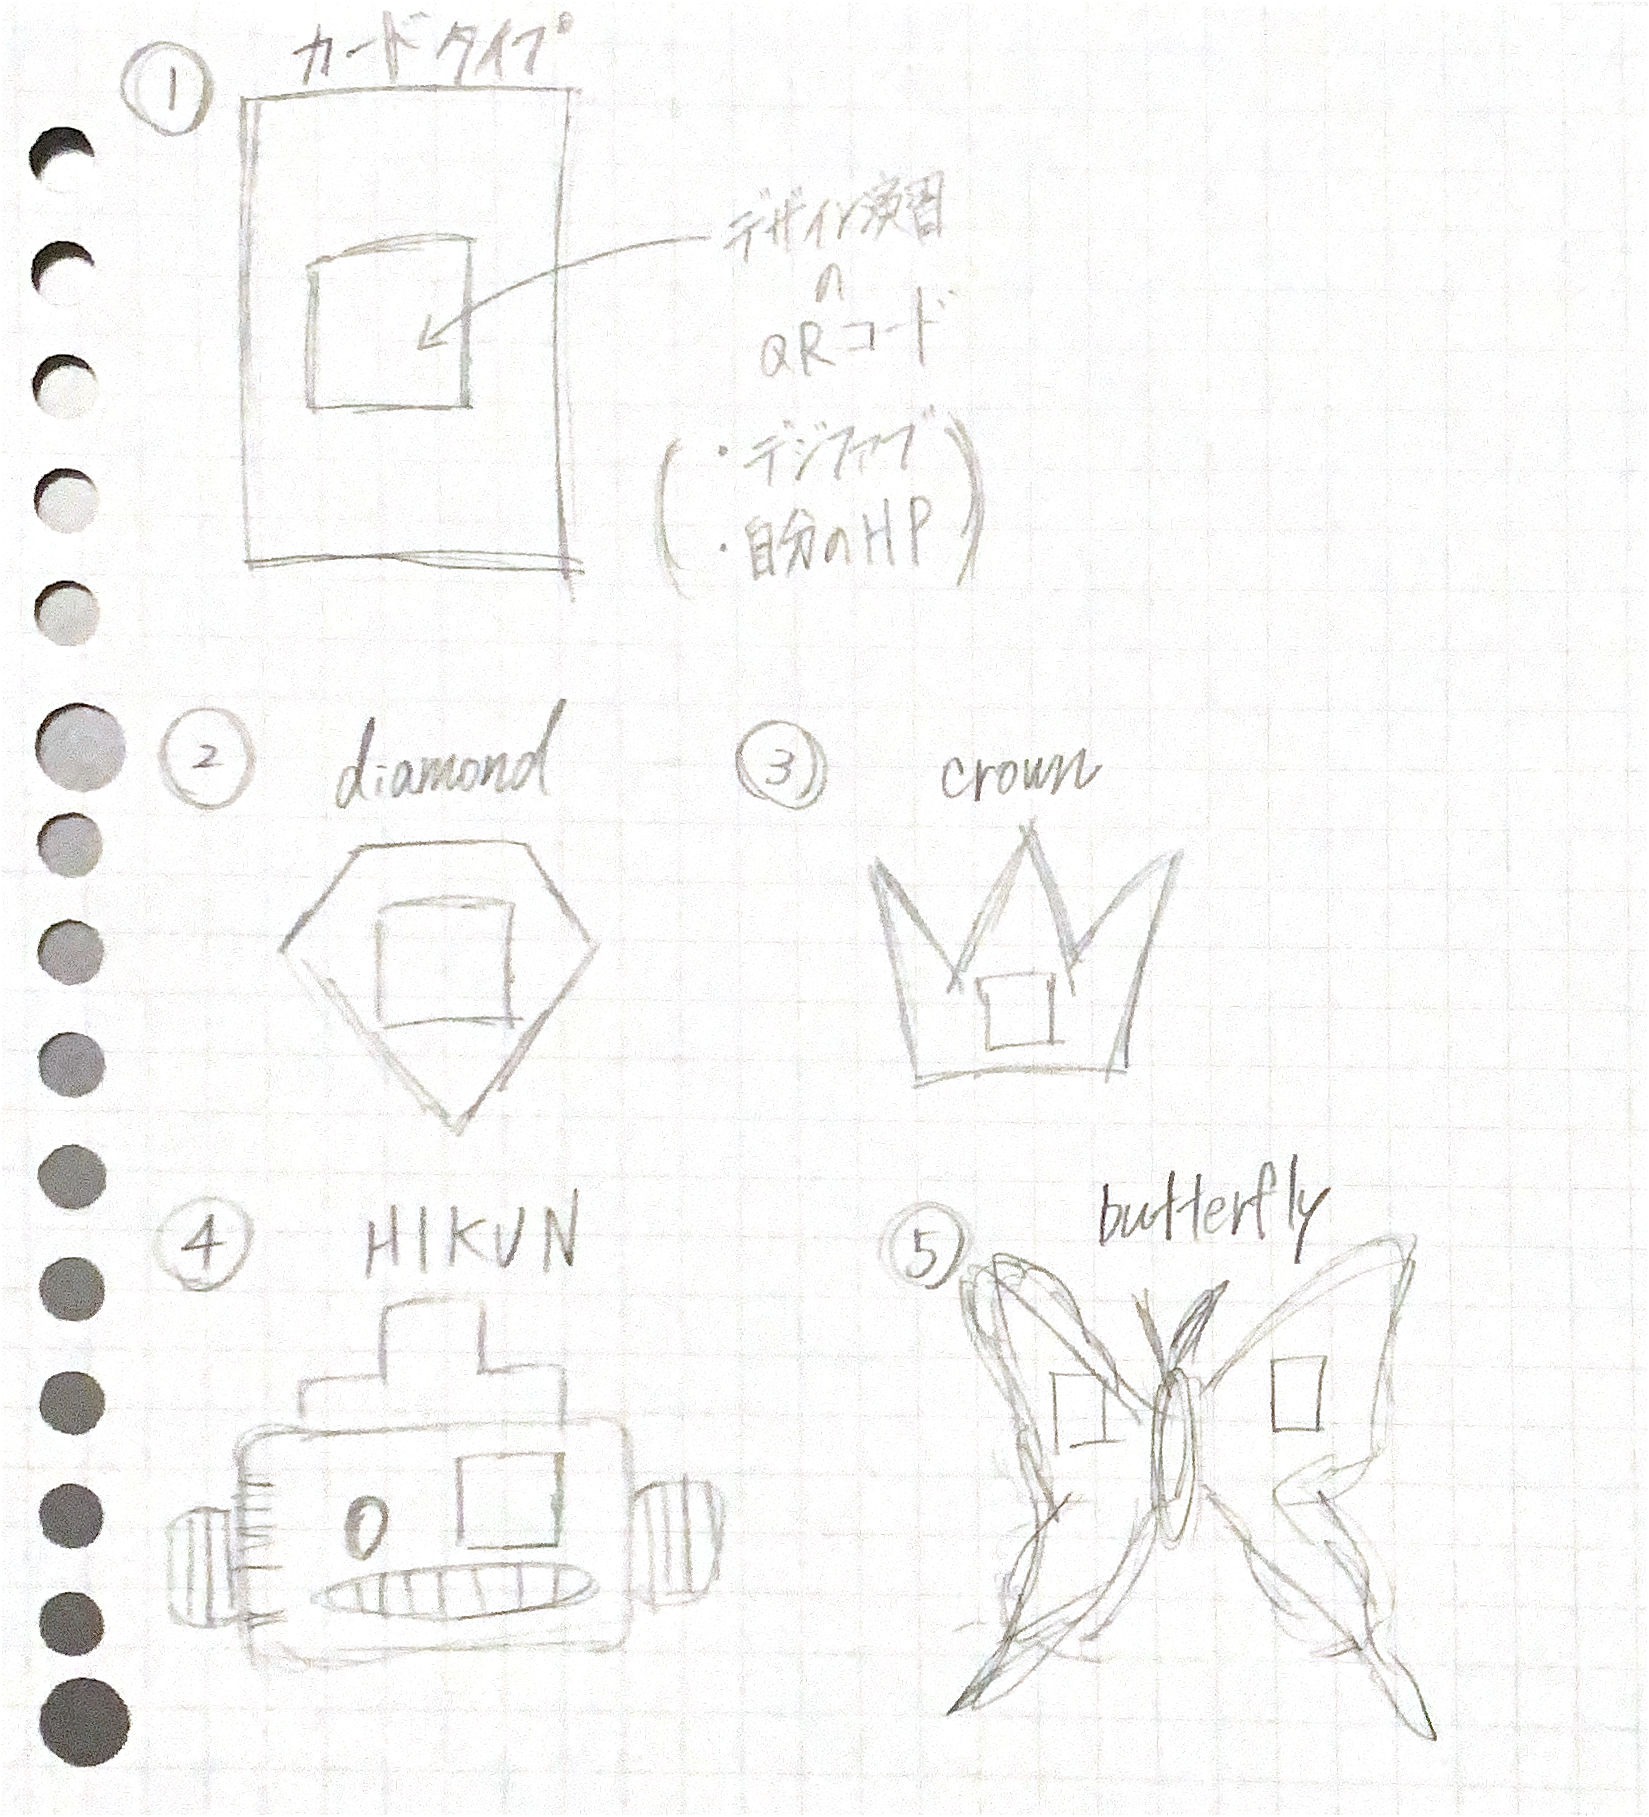 ① カードタイプ
デザイン演習
の
QRコード
(・デジファブ
・自分のHP)
② diamond
③ crown
④ HIKUN
⑤ butterfly